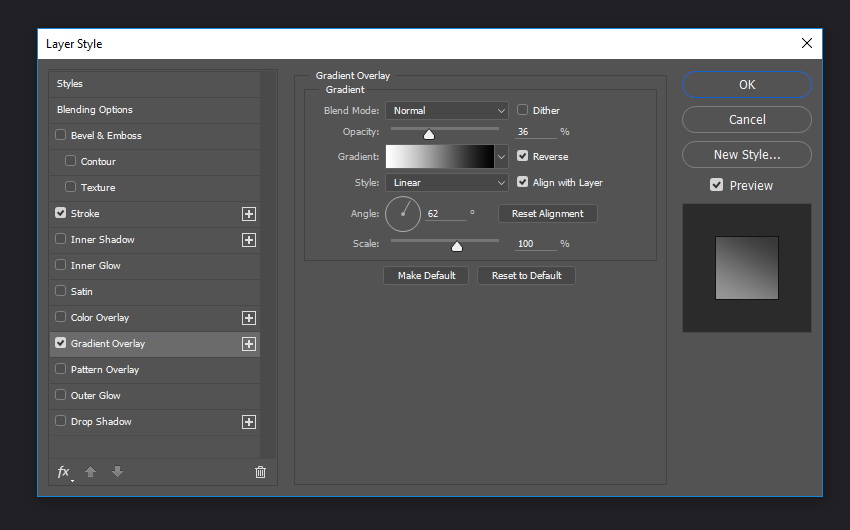 Layer Style
Styles
Blending Options
Bevel & Emboss
Contour
Texture
Stroke
Inner Shadow
Inner Glow
Satin
Color Overlay
Gradient Overlay
Pattern Overlay
Outer Glow
Drop Shadow
fx
Gradient Overlay
Gradient
Blend Mode: Normal Dither
Opacity: 36 %
Gradient: Reverse
Style: Linear Align with Layer
Angle: 62 ° Reset Alignment
Scale: 100 %
Make Default Reset to Default
OK
Cancel
New Style...
Preview